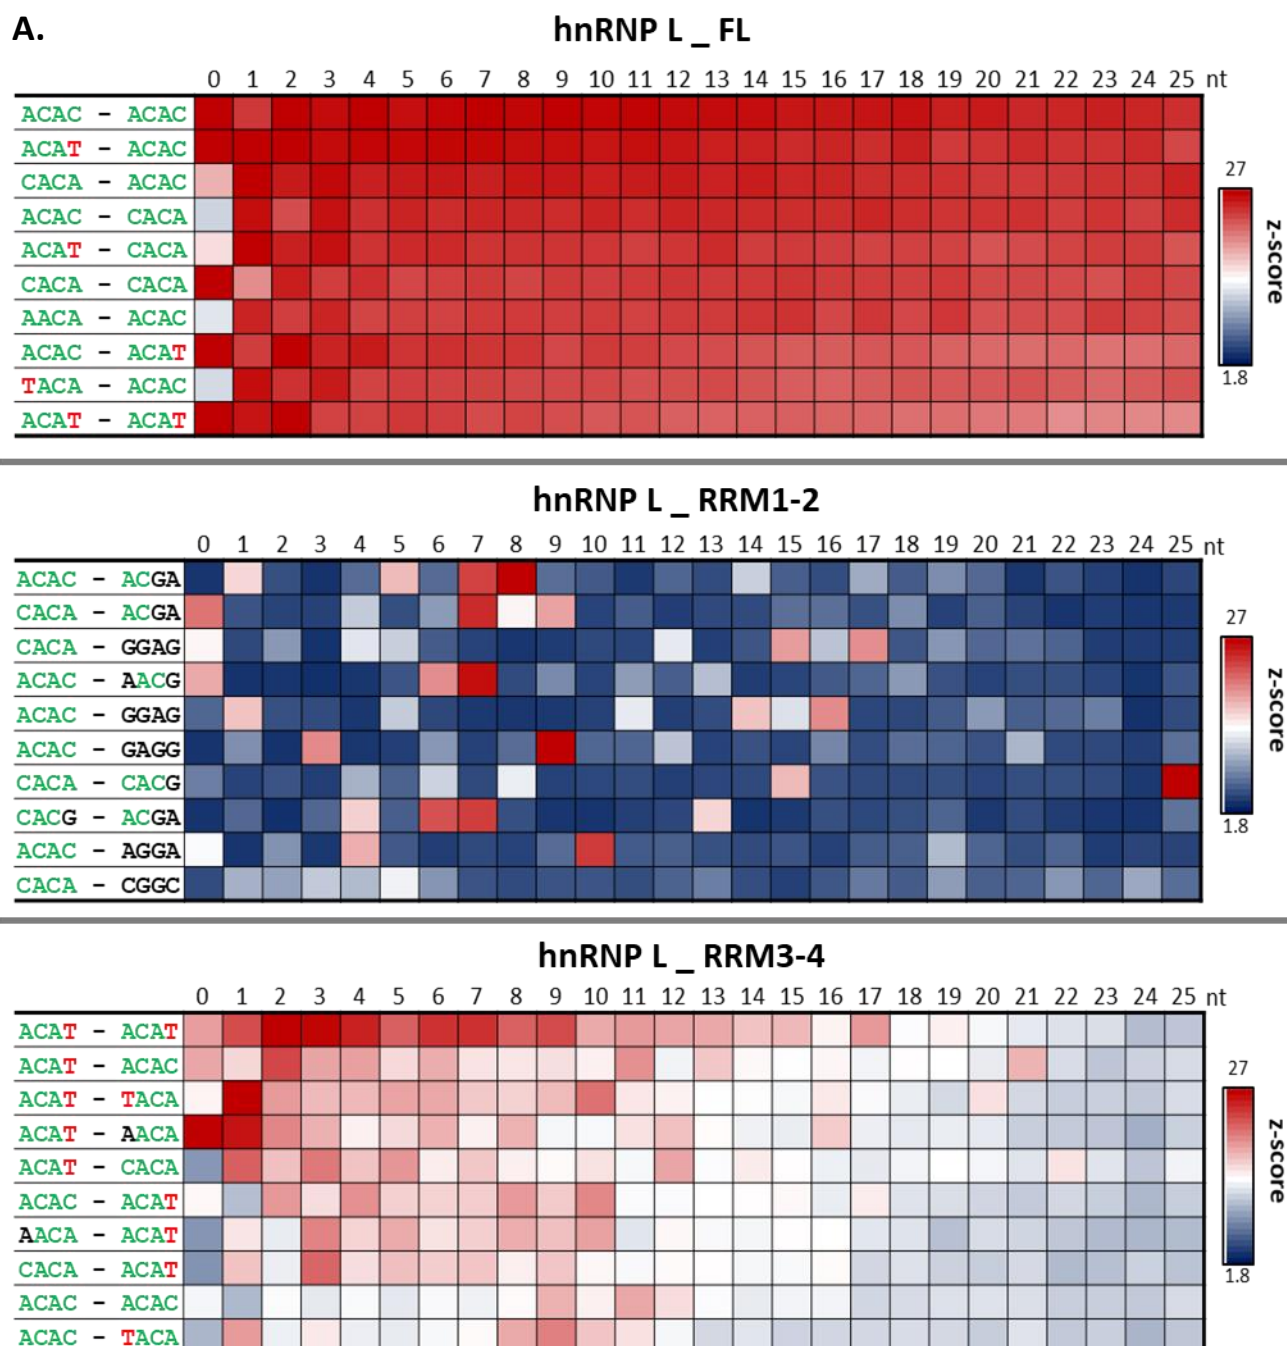 A.
hnRNP L _ FL
0 1 2 3 4 5 6 7 8 9 10 11 12 13 14 15 16 17 18 19 20 21 22 23 24 25 nt
ACAC - ACAC
ACAT - ACAC
CACA - ACAC
ACAC - CACA
ACAT - CACA
CACA - CACA
AACA - ACAC
ACAC - ACAT
TACA - ACAC
ACAT - ACAT
27
z-score
1.8
hnRNP L _ RRM1-2
0 1 2 3 4 5 6 7 8 9 10 11 12 13 14 15 16 17 18 19 20 21 22 23 24 25 nt
ACAC - ACGA
CACA - ACGA
CACA - GGAG
ACAC - AACG
ACAC - GGAG
ACAC - GAGG
CACA - CACG
CACG - ACGA
ACAC - AGGA
CACA - CGGC
27
z-score
1.8
hnRNP L _ RRM3-4
0 1 2 3 4 5 6 7 8 9 10 11 12 13 14 15 16 17 18 19 20 21 22 23 24 25 nt
ACAT - ACAT
ACAT - ACAC
ACAT - TACA
ACAT - AACA
ACAT - CACA
ACAC - ACAT
AACA - ACAT
CACA - ACAT
ACAC - ACAC
ACAC - TACA
27
z-score
1.8